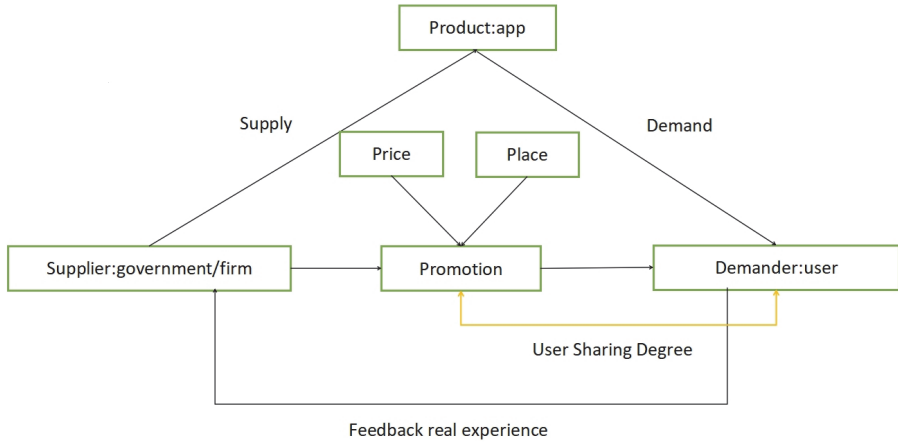 Product:app
Supply
Demand
Price
Place
Supplier:government/firm
Promotion
Demander:user
User Sharing Degree
Feedback real experience